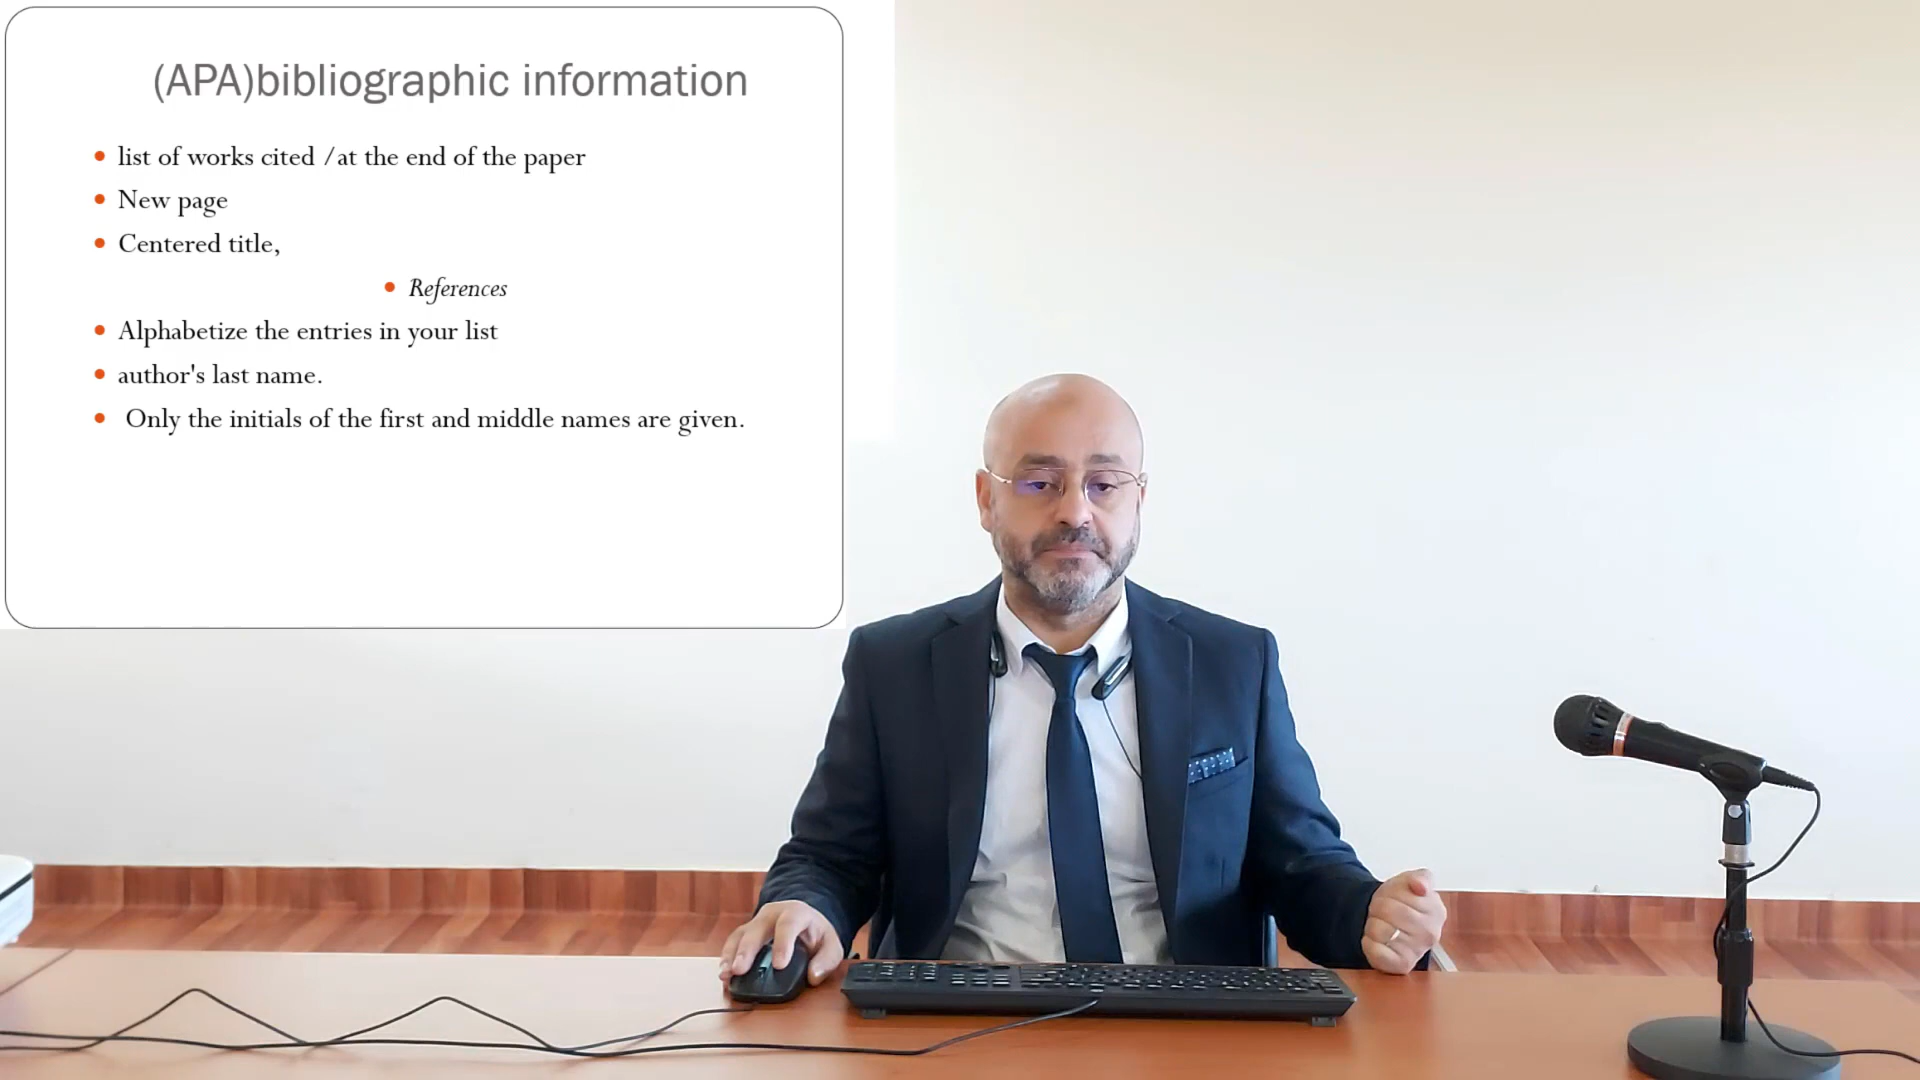 (APA)bibliographic information
• list of works cited /at the end of the paper
• New page
• Centered title,
• References
• Alphabetize the entries in your list
• author's last name.
• Only the initials of the first and middle names are given.